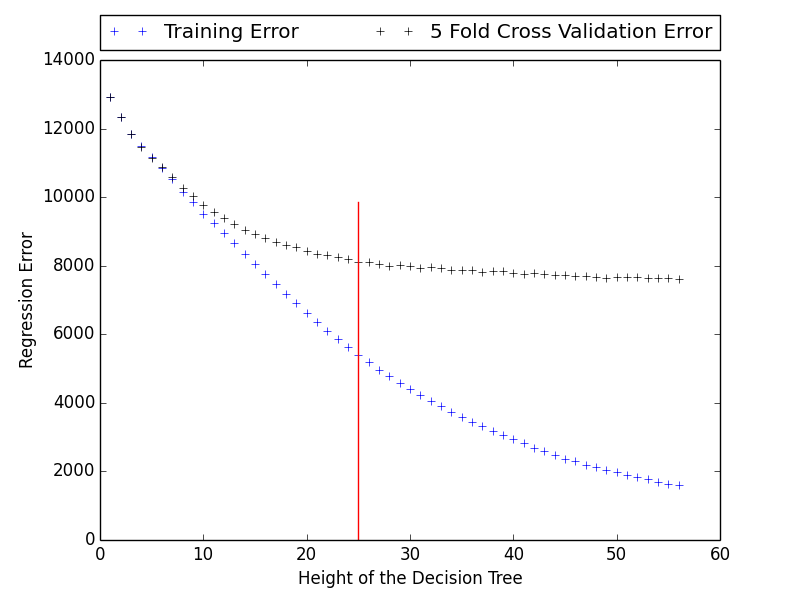 Training Error 5 Fold Cross Validation Error
14000
12000
10000
8000
6000
4000
2000
0
Regression Error
0 10 20 30 40 50 60
Height of the Decision Tree